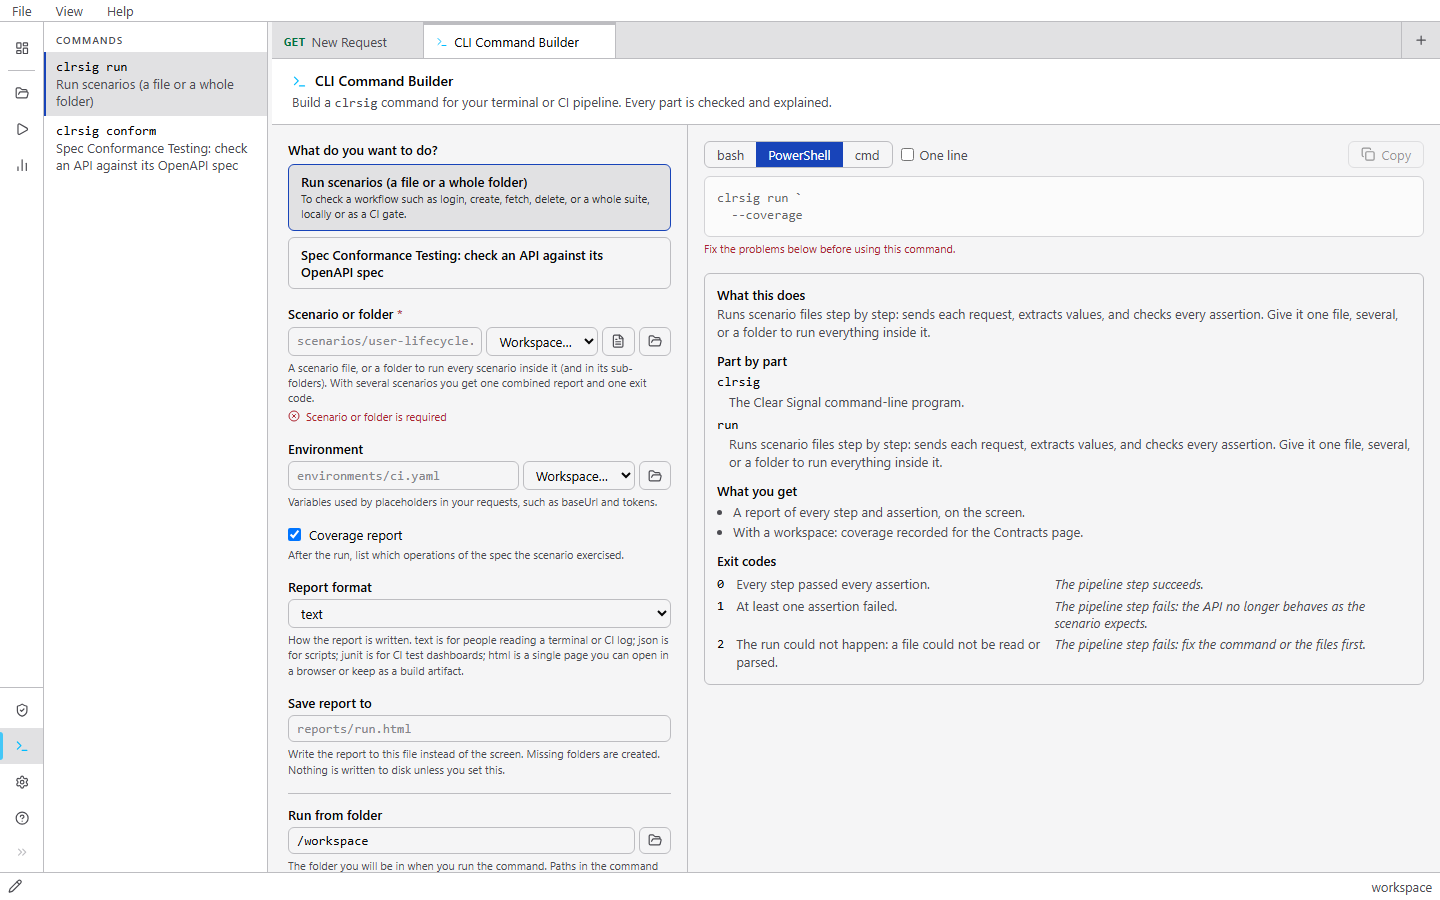 File View Help
COMMANDS
clrsig run
Run scenarios (a file or a whole
folder)
clrsig conform
Spec Conformance Testing: check
an API against its OpenAPI spec
GET New Request
CLI Command Builder
CLI Command Builder
Build a clrsig command for your terminal or CI pipeline. Every part is checked and explained.
What do you want to do?
Run scenarios (a file or a whole folder)
To check a workflow such as login, create, fetch, delete, or a whole suite,
locally or as a CI gate.
Spec Conformance Testing: check an API against its
OpenAPI spec
Scenario or folder *
scenarios/user-lifecycle.
Workspace...
A scenario file, or a folder to run every scenario inside it (and in its sub-
folders). With several scenarios you get one combined report and one exit
code.
Scenario or folder is required
Environment
environments/ci.yaml
Workspace...
Variables used by placeholders in your requests, such as baseUrl and tokens.
Coverage report
After the run, list which operations of the spec the scenario exercised.
Report format
text
How the report is written. text is for people reading a terminal or CI log; json is
for scripts; junit is for CI test dashboards; html is a single page you can open in
a browser or keep as a build artifact.
Save report to
reports/run.html
Write the report to this file instead of the screen. Missing folders are created.
Nothing is written to disk unless you set this.
Run from folder
/workspace
The folder you will be in when you run the command. Paths in the command
bash PowerShell cmd One line Copy
clrsig run `
--coverage
Fix the problems below before using this command.
What this does
Runs scenario files step by step: sends each request, extracts values, and checks every assertion. Give it one file, several,
or a folder to run everything inside it.
Part by part
clrsig
The Clear Signal command-line program.
run
Runs scenario files step by step: sends each request, extracts values, and checks every assertion. Give it one file, several,
or a folder to run everything inside it.
What you get
• A report of every step and assertion, on the screen.
• With a workspace: coverage recorded for the Contracts page.
Exit codes
0 Every step passed every assertion. The pipeline step succeeds.
1 At least one assertion failed. The pipeline step fails: the API no longer behaves as the
scenario expects.
2 The run could not happen: a file could not be read or The pipeline step fails: fix the command or the files first.
parsed.
workspace